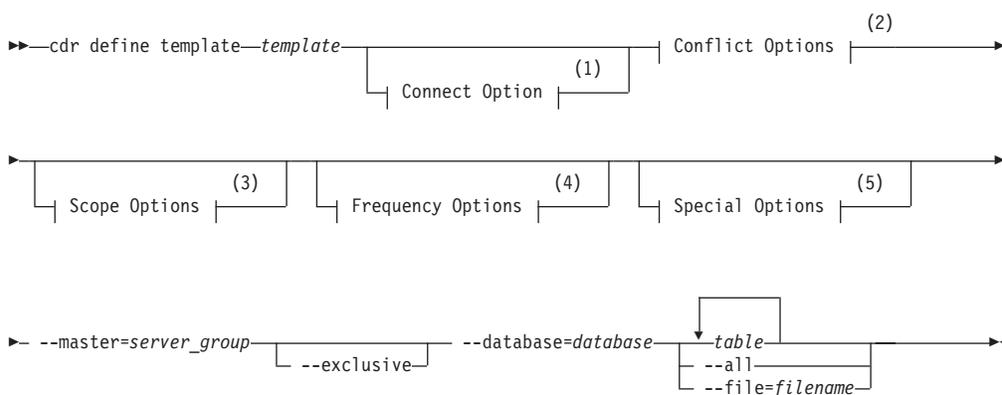 cdr define template template
(1)
Connect Option
Conflict Options
(2)
(3)
Scope Options
(4)
Frequency Options
(5)
Special Options
--master=server_group
--exclusive
--database=database
table
--all
--file=filename